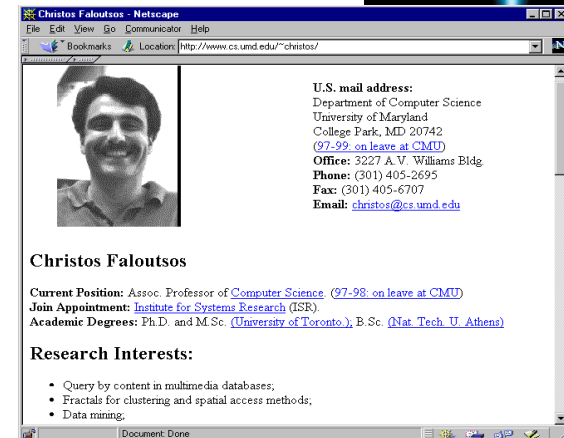 Christos Faloutsos - Netscape
File Edit View Go Communicator Help
Bookmarks Location: http://www.cs.umd.edu/~christos/
U.S. mail address:
Department of Computer Science
University of Maryland
College Park, MD 20742
(97-99: on leave at CMU)
Office: 3227 A.V. Williams Bldg.
Phone: (301) 405-2695
Fax: (301) 405-6707
Email: christos@cs.umd.edu
Christos Faloutsos
Current Position: Assoc. Professor of Computer Science. (97-98: on leave at CMU)
Join Appointment: Institute for Systems Research (ISR).
Academic Degrees: Ph.D. and M.Sc. (University of Toronto.); B.Sc. (Nat. Tech. U. Athens)
Research Interests:
• Query by content in multimedia databases;
• Fractals for clustering and spatial access methods;
• Data mining;
Document: Done